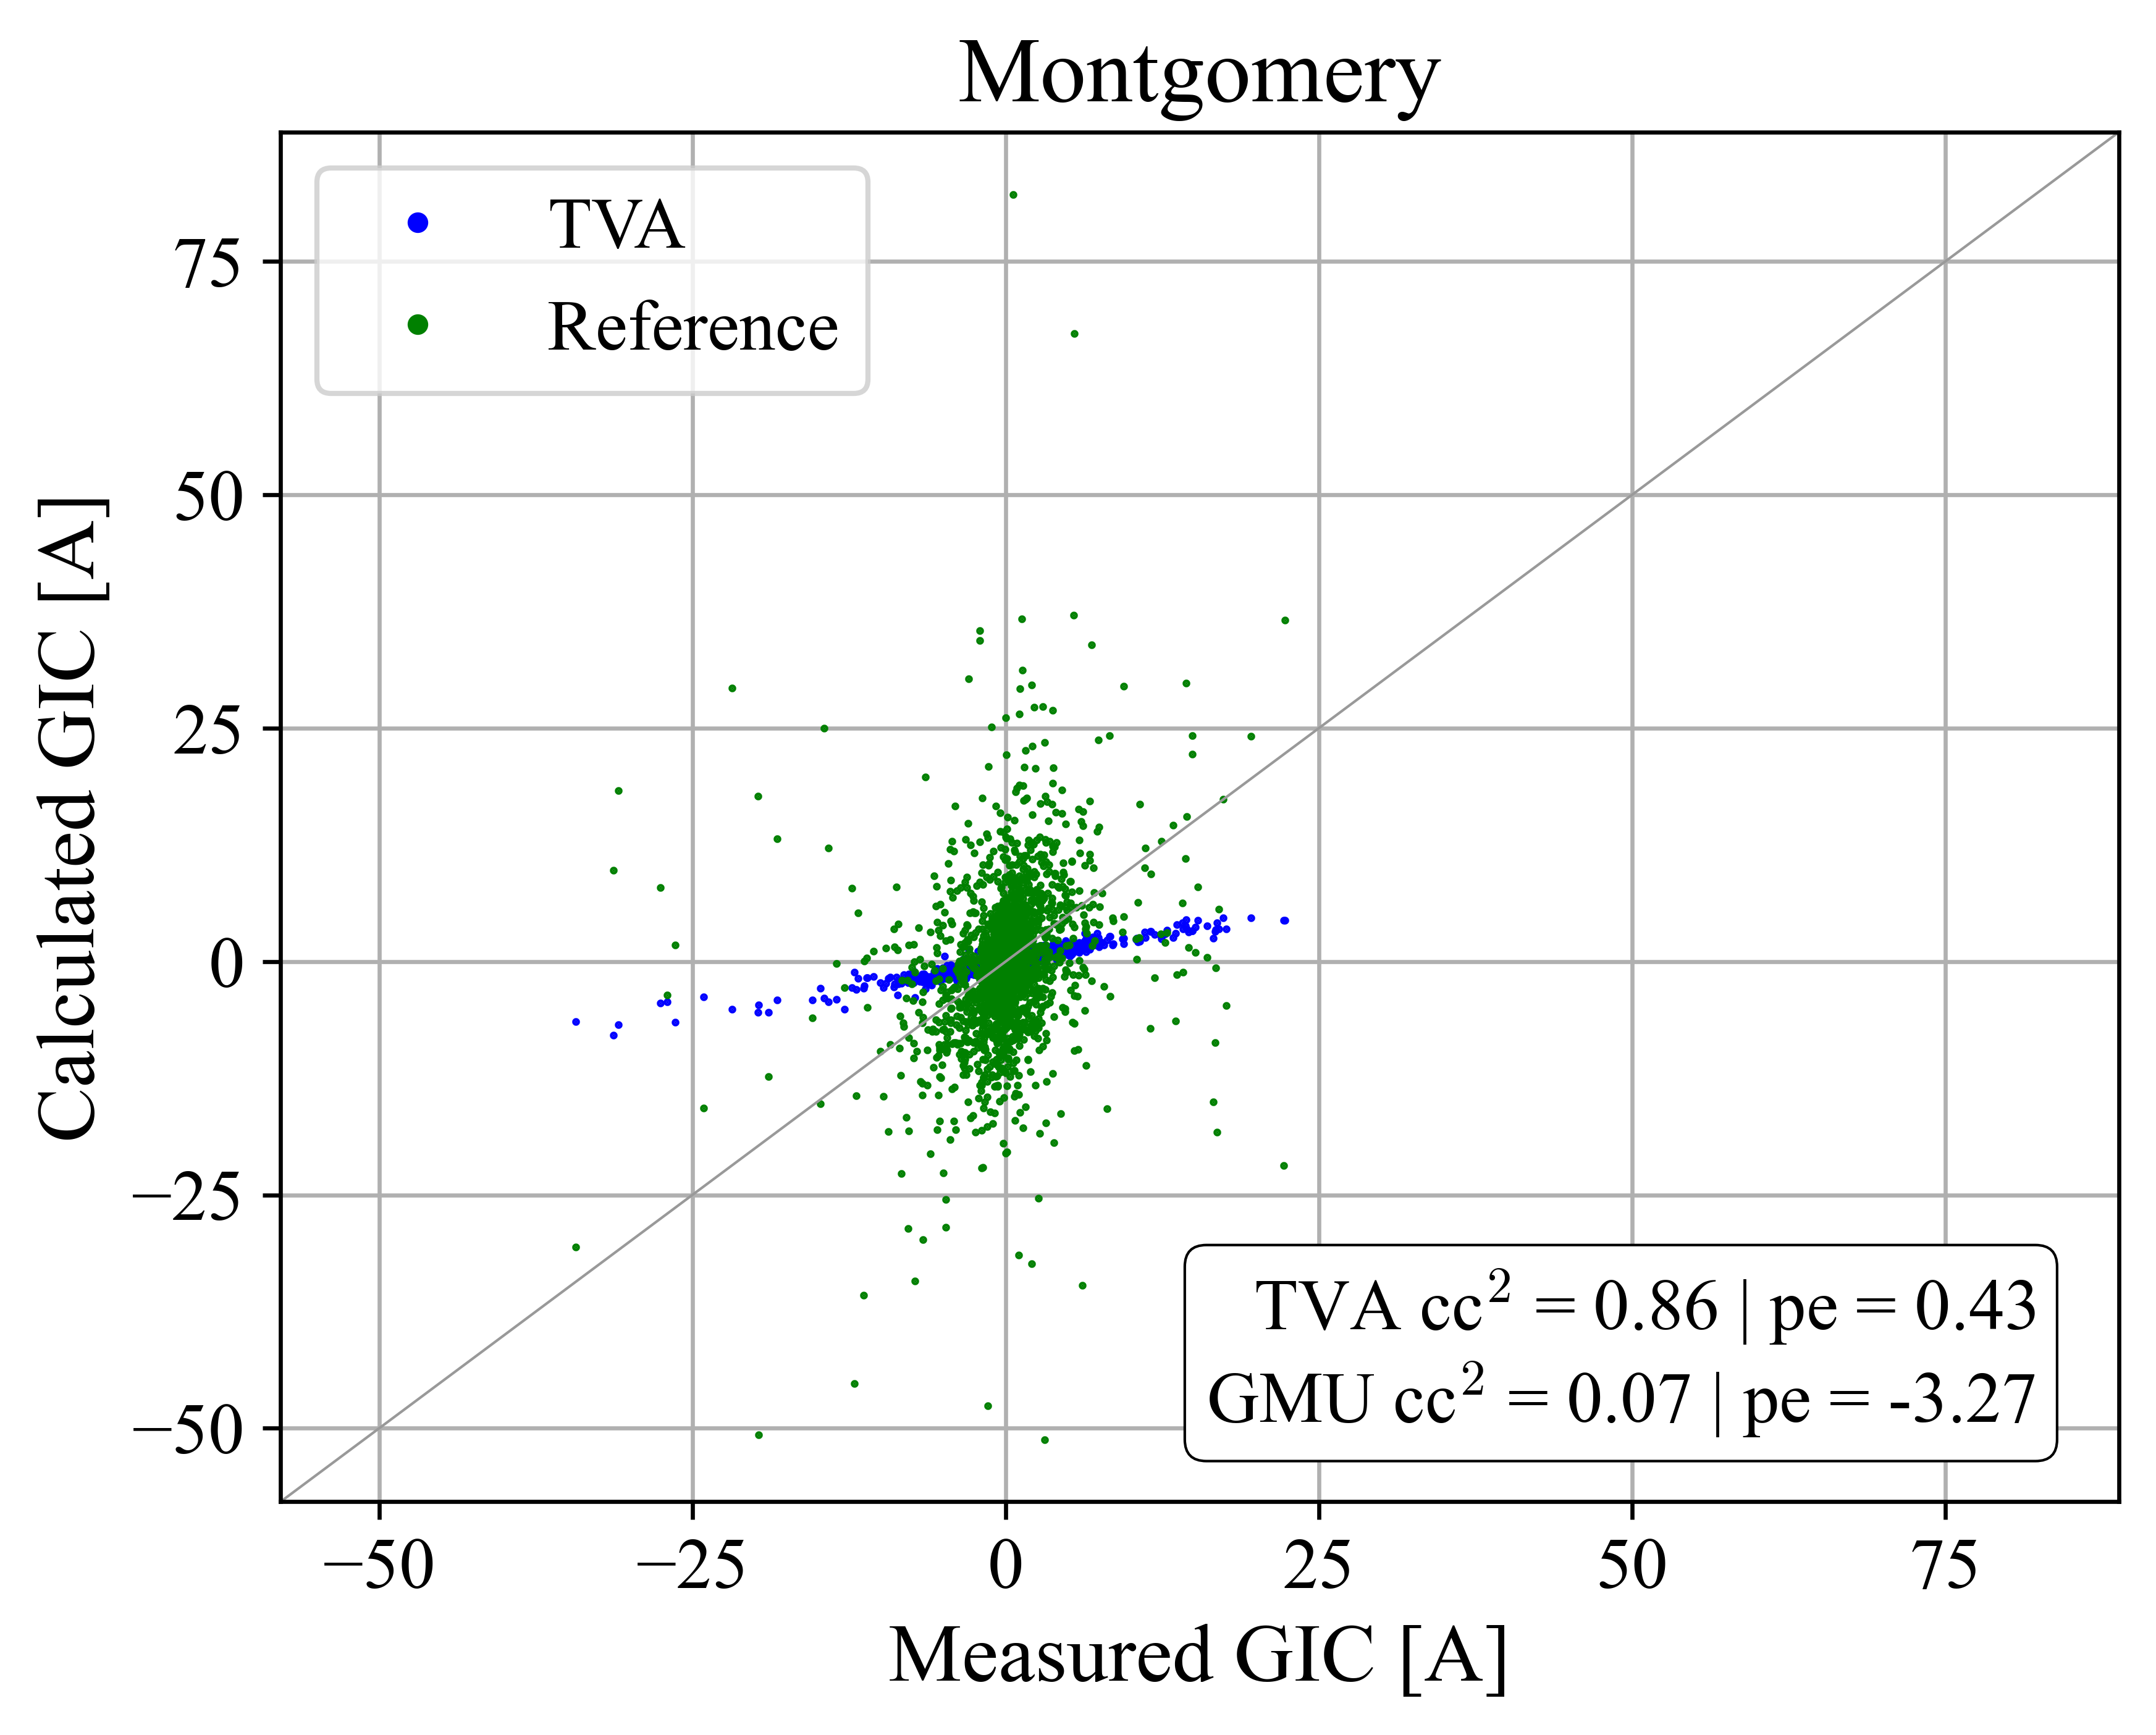 Montgomery
TVA
Reference
75
50
25
0
−25
−50
Calculated GIC [A]
TVA cc² = 0.86 | pe = 0.43
GMU cc² = 0.07 | pe = -3.27
−50 −25 0 25 50 75
Measured GIC [A]